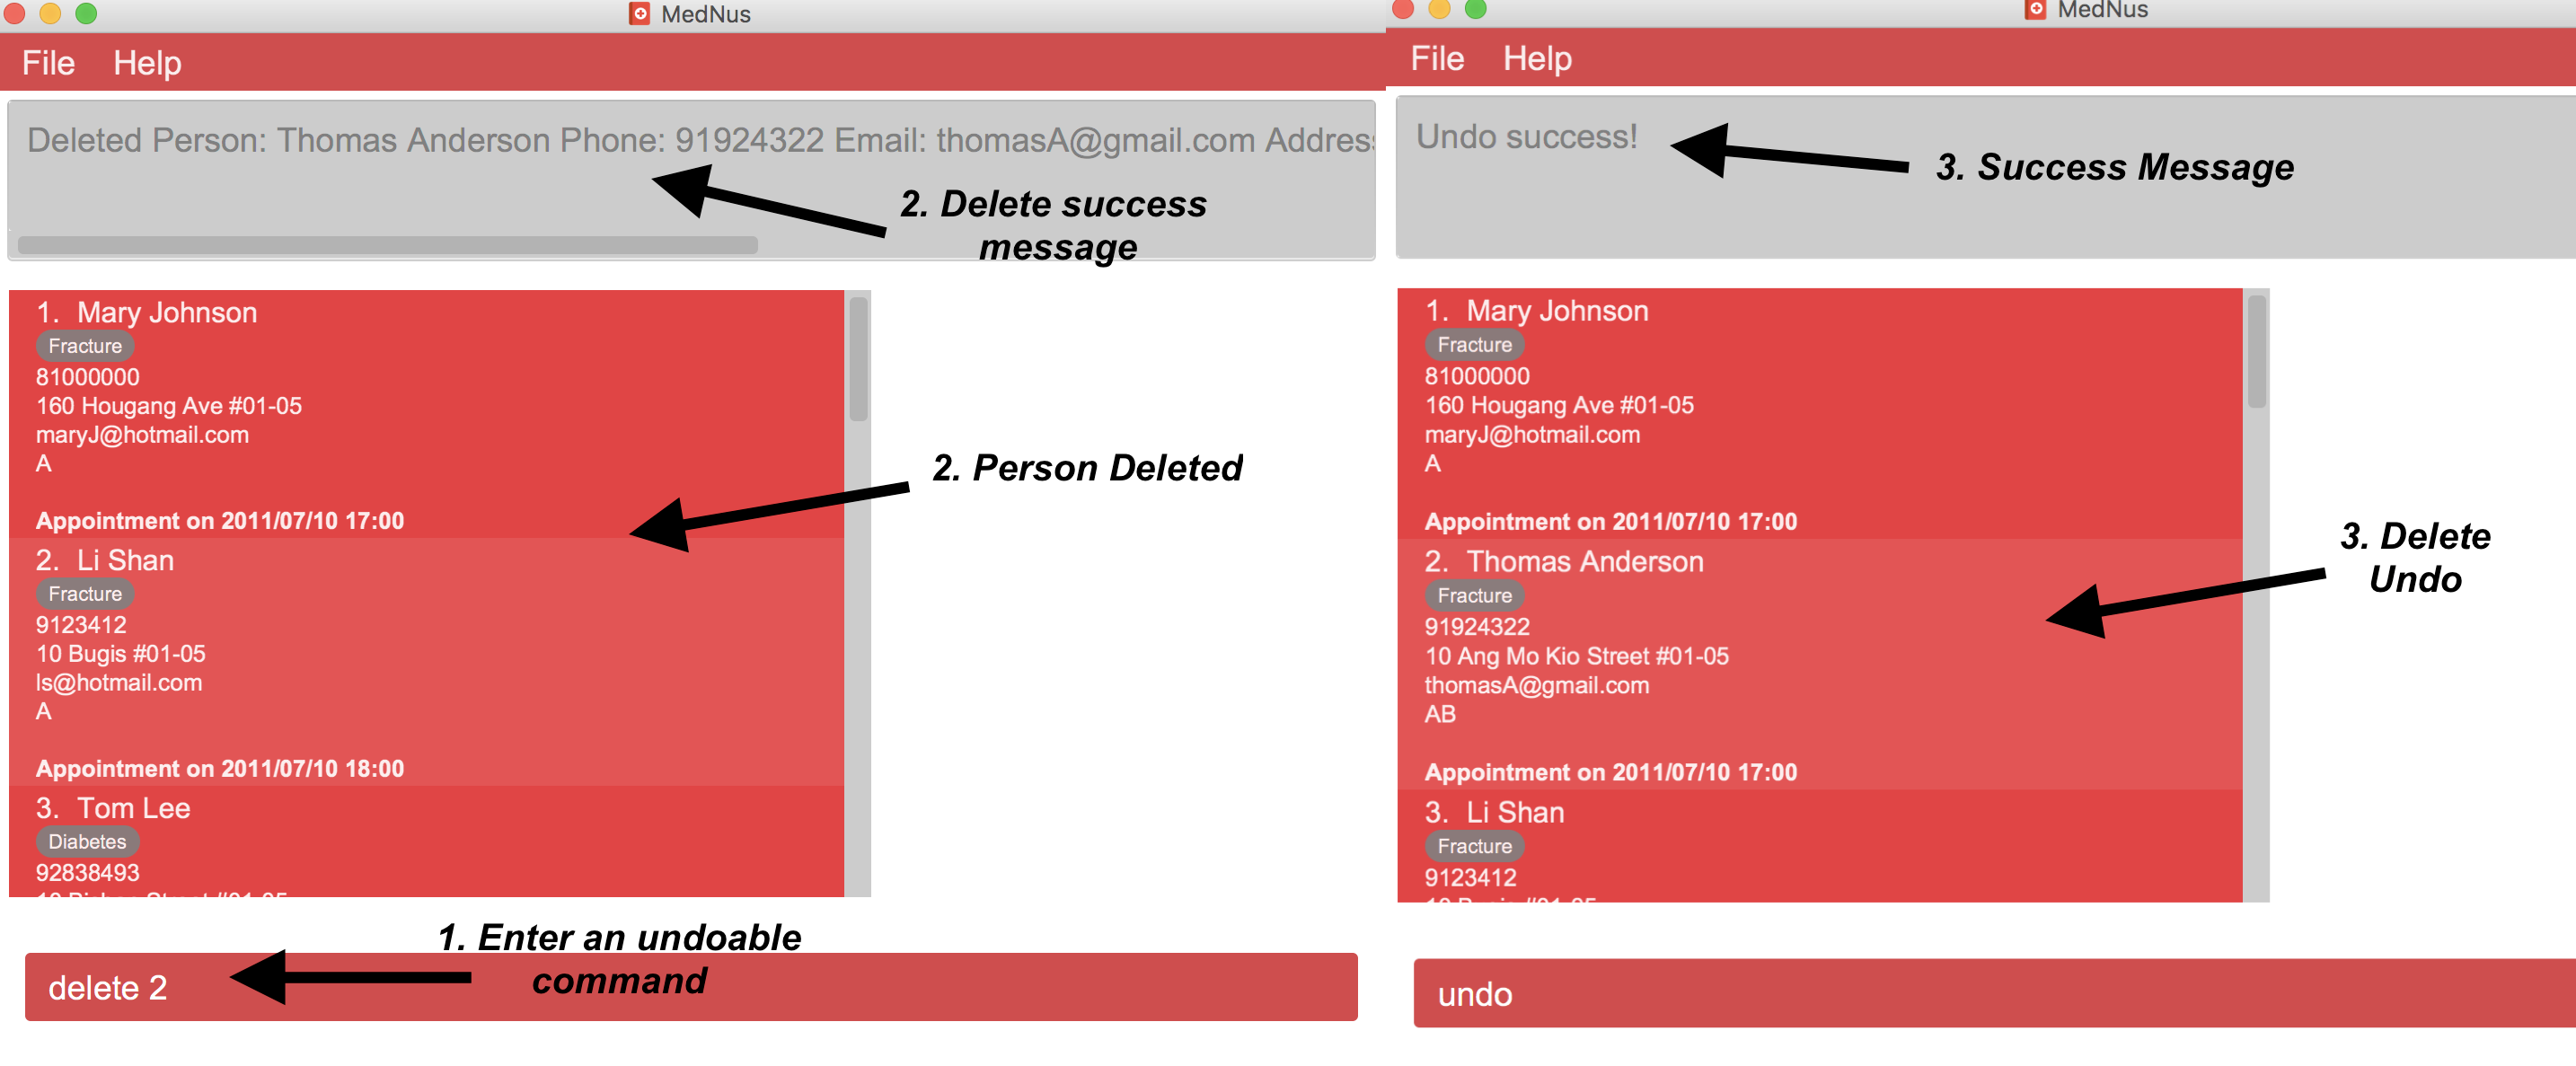 MedNus
File Help
Deleted Person: Thomas Anderson Phone: 91924322 Email: thomasA@gmail.com Address
2. Delete success
message
1. Mary Johnson
Fracture
81000000
160 Hougang Ave #01-05
maryJ@hotmail.com
A
2. Person Deleted
Appointment on 2011/07/10 17:00
2. Li Shan
Fracture
9123412
10 Bugis #01-05
ls@hotmail.com
A
Appointment on 2011/07/10 18:00
3. Tom Lee
Diabetes
92838493
1. Enter an undoable
command
delete 2
MedNus
File Help
Undo success!
3. Success Message
1. Mary Johnson
Fracture
81000000
160 Hougang Ave #01-05
maryJ@hotmail.com
A
Appointment on 2011/07/10 17:00
2. Thomas Anderson
Fracture
91924322
10 Ang Mo Kio Street #01-05
thomasA@gmail.com
AB
3. Delete
Undo
Appointment on 2011/07/10 17:00
3. Li Shan
Fracture
9123412
10 Bugis #01-05
undo